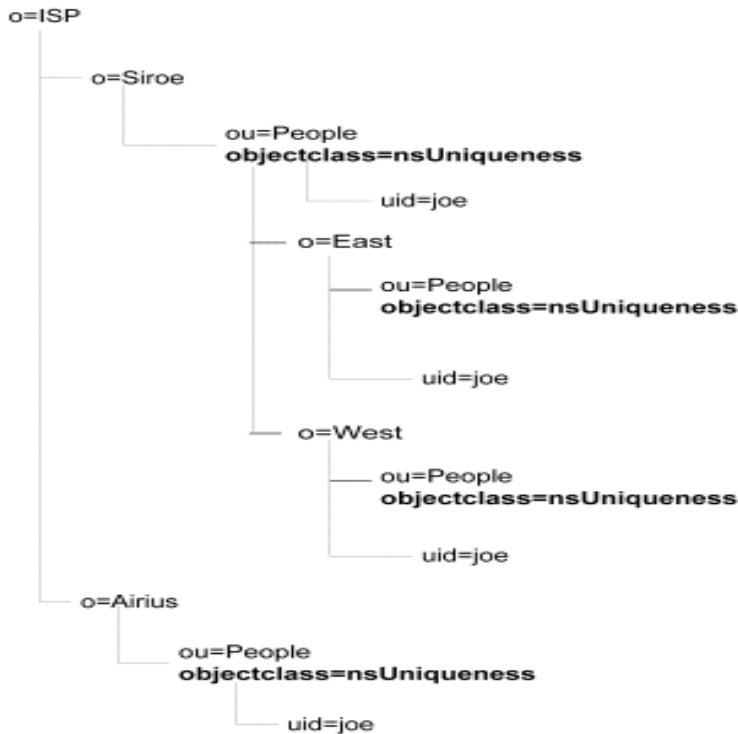 o=ISP
o=Siroe
ou=People
objectclass=nsUniqueness
uid=joe
o=East
ou=People
objectclass=nsUniqueness
uid=joe
o=West
ou=People
objectclass=nsUniqueness
uid=joe
o=Airius
ou=People
objectclass=nsUniqueness
uid=joe